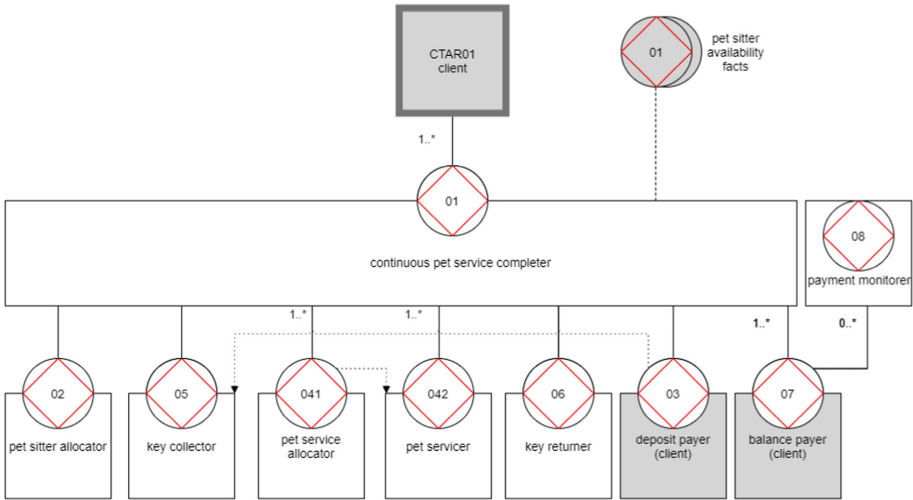 CTAR01
client
01
pet sitter
availability
facts
1..*
01
continuous pet service completer
08
payment monitorer
1..*
1..*
1..*
0..*
02
pet sitter allocator
05
key collector
041
pet service
allocator
042
pet servicer
06
key returner
03
deposit payer
(client)
07
balance payer
(client)